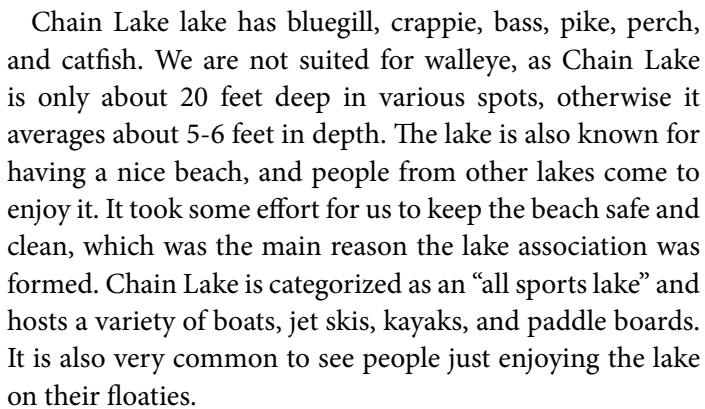 Chain Lake lake has bluegill, crappie, bass, pike, perch,
and catfish. We are not suited for walleye, as Chain Lake
is only about 20 feet deep in various spots, otherwise it
averages about 5-6 feet in depth. The lake is also known for
having a nice beach, and people from other lakes come to
enjoy it. It took some effort for us to keep the beach safe and
clean, which was the main reason the lake association was
formed. Chain Lake is categorized as an “all sports lake” and
hosts a variety of boats, jet skis, kayaks, and paddle boards.
It is also very common to see people just enjoying the lake
on their floaties.